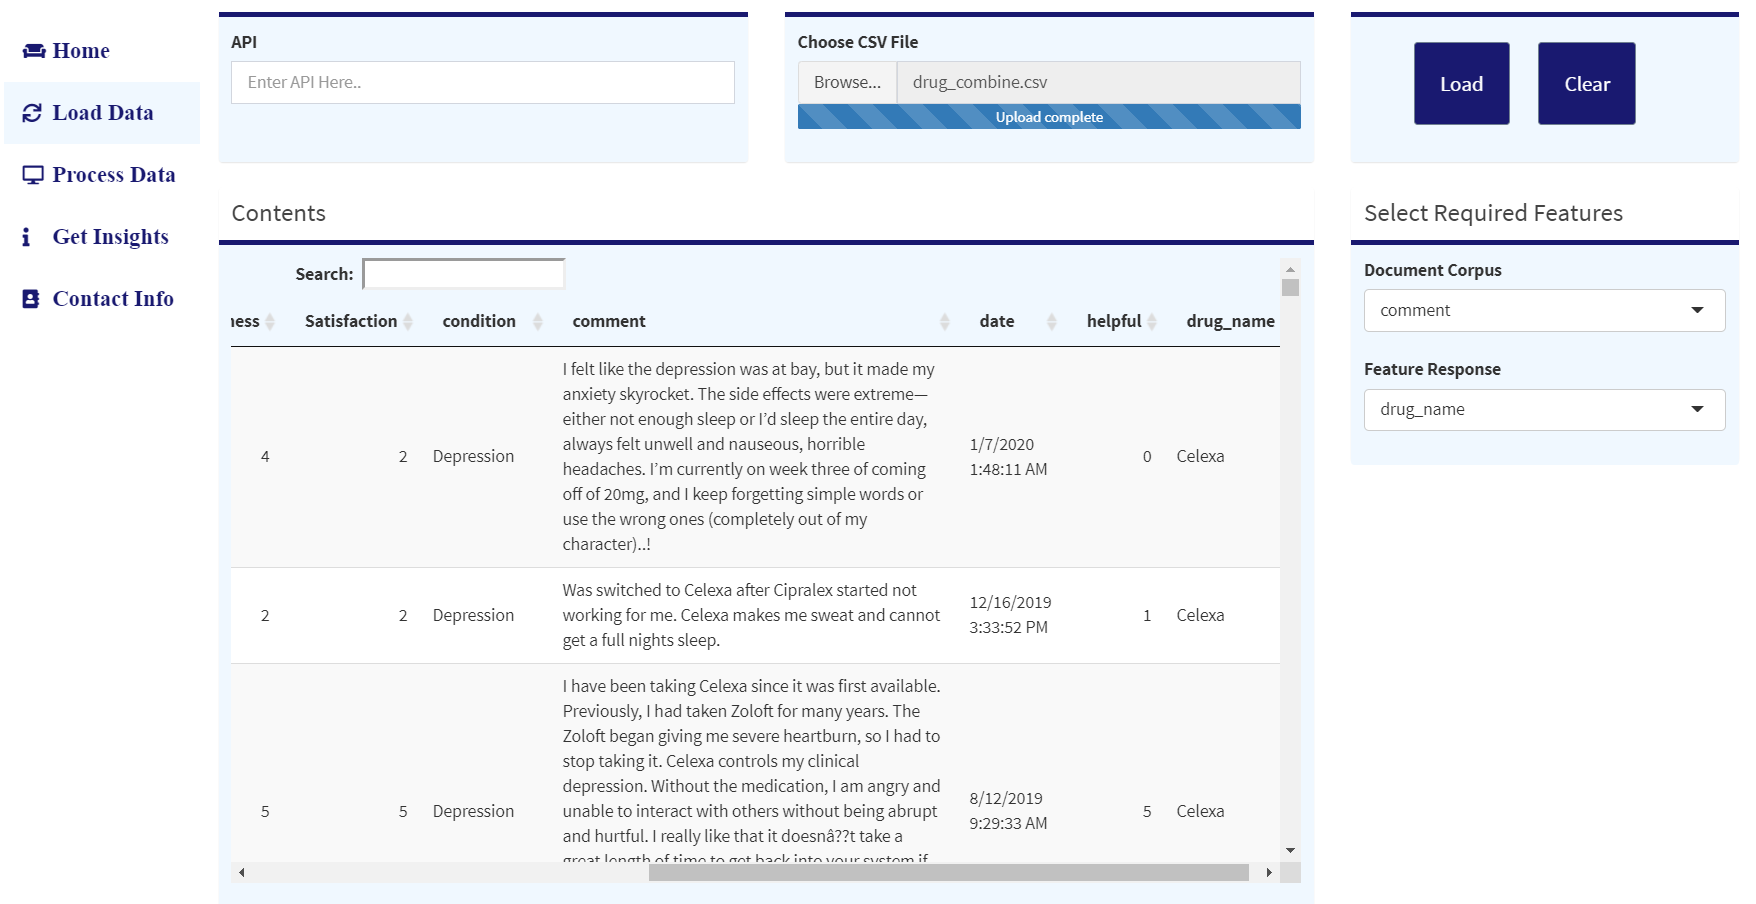 Home
Load Data
Process Data
Get Insights
Contact Info
API
Enter API Here..
Choose CSV File
Browse... drug_combine.csv
Upload complete
Load Clear
Contents
Search:
Satisfaction condition comment date helpful drug_name
4 2 Depression
I felt like the depression was at bay, but it made my
anxiety skyrocket. The side effects were extreme—
either not enough sleep or I’d sleep the entire day,
always felt unwell and nauseous, horrible
headaches. I’m currently on week three of coming
off of 20mg, and I keep forgetting simple words or
use the wrong ones (completely out of my
character)..!
1/7/2020
1:48:11 AM
0 Celexa
2 2 Depression
Was switched to Celexa after Cipralex started not
working for me. Celexa makes me sweat and cannot
get a full nights sleep.
12/16/2019
3:33:52 PM
1 Celexa
5 5 Depression
I have been taking Celexa since it was first available.
Previously, I had taken Zoloft for many years. The
Zoloft began giving me severe heartburn, so I had to
stop taking it. Celexa controls my clinical
depression. Without the medication, I am angry and
unable to interact with others without being abrupt
and hurtful. I really like that it doesnâ??t take a
great length of time to get back into your system if
8/12/2019
9:29:33 AM
5 Celexa
Select Required Features
Document Corpus
comment
Feature Response
drug_name